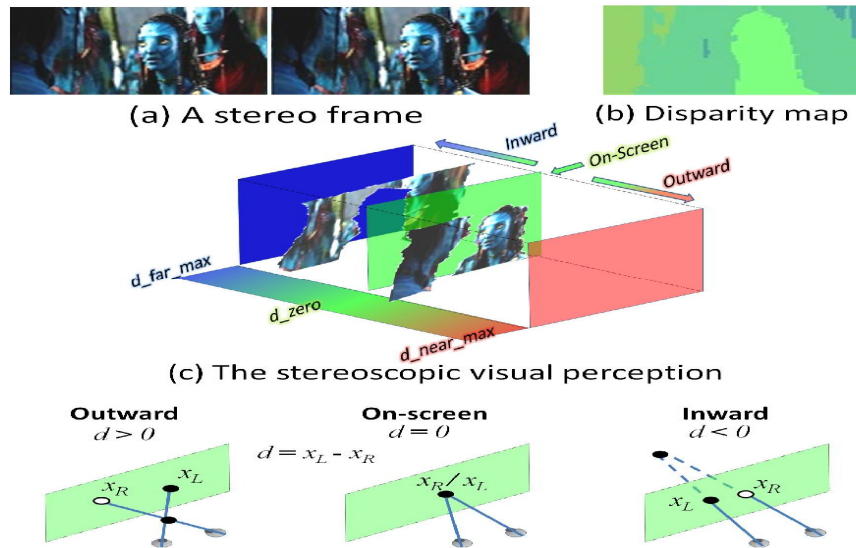 (a) A stereo frame
(b) Disparity map
Inward
On-Screen
Outward
d_far_max
d_zero
d_near_max
(c) The stereoscopic visual perception
Outward
d > 0
On-screen
d = 0
Inward
d < 0
d = x_L - x_R
x_R
x_L
x_R / x_L
x_L
x_R